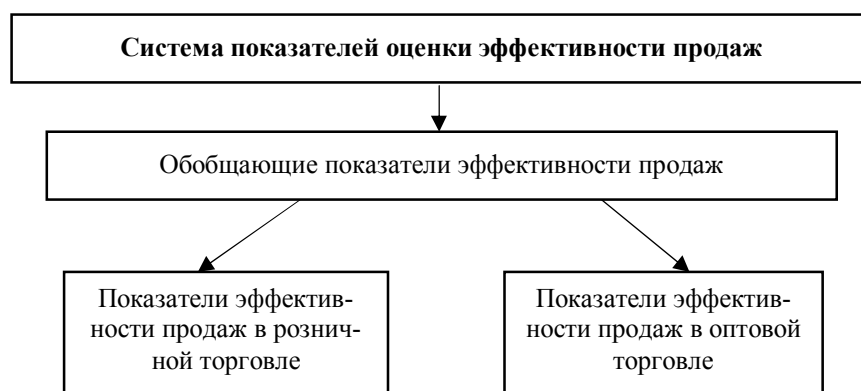 Система показателей оценки эффективности продаж
Обобщающие показатели эффективности продаж
Показатели эффектив-
ности продаж в рознич-
ной торговле
Показатели эффектив-
ности продаж в оптовой
торговле